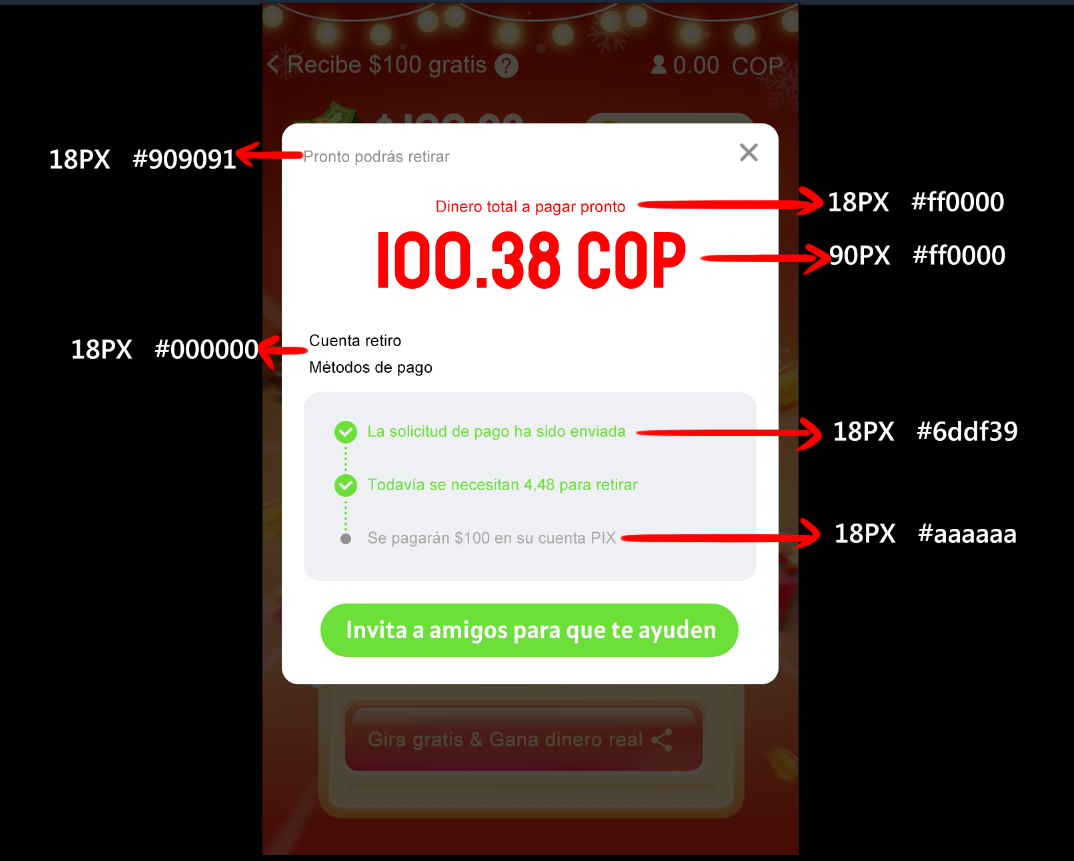 Recibe $100 gratis ?
0.00 COP
18PX #909091
Pronto podrás retirar
Dinero total a pagar pronto
18PX #ff0000
100.38 COP
90PX #ff0000
18PX #000000
Cuenta retiro
Métodos de pago
La solicitud de pago ha sido enviada
18PX #6ddf39
Todavía se necesitan 4,48 para retirar
Se pagarán $100 en su cuenta PIX
18PX #aaaaaa
Invita a amigos para que te ayuden
Gira gratis & Gana dinero real